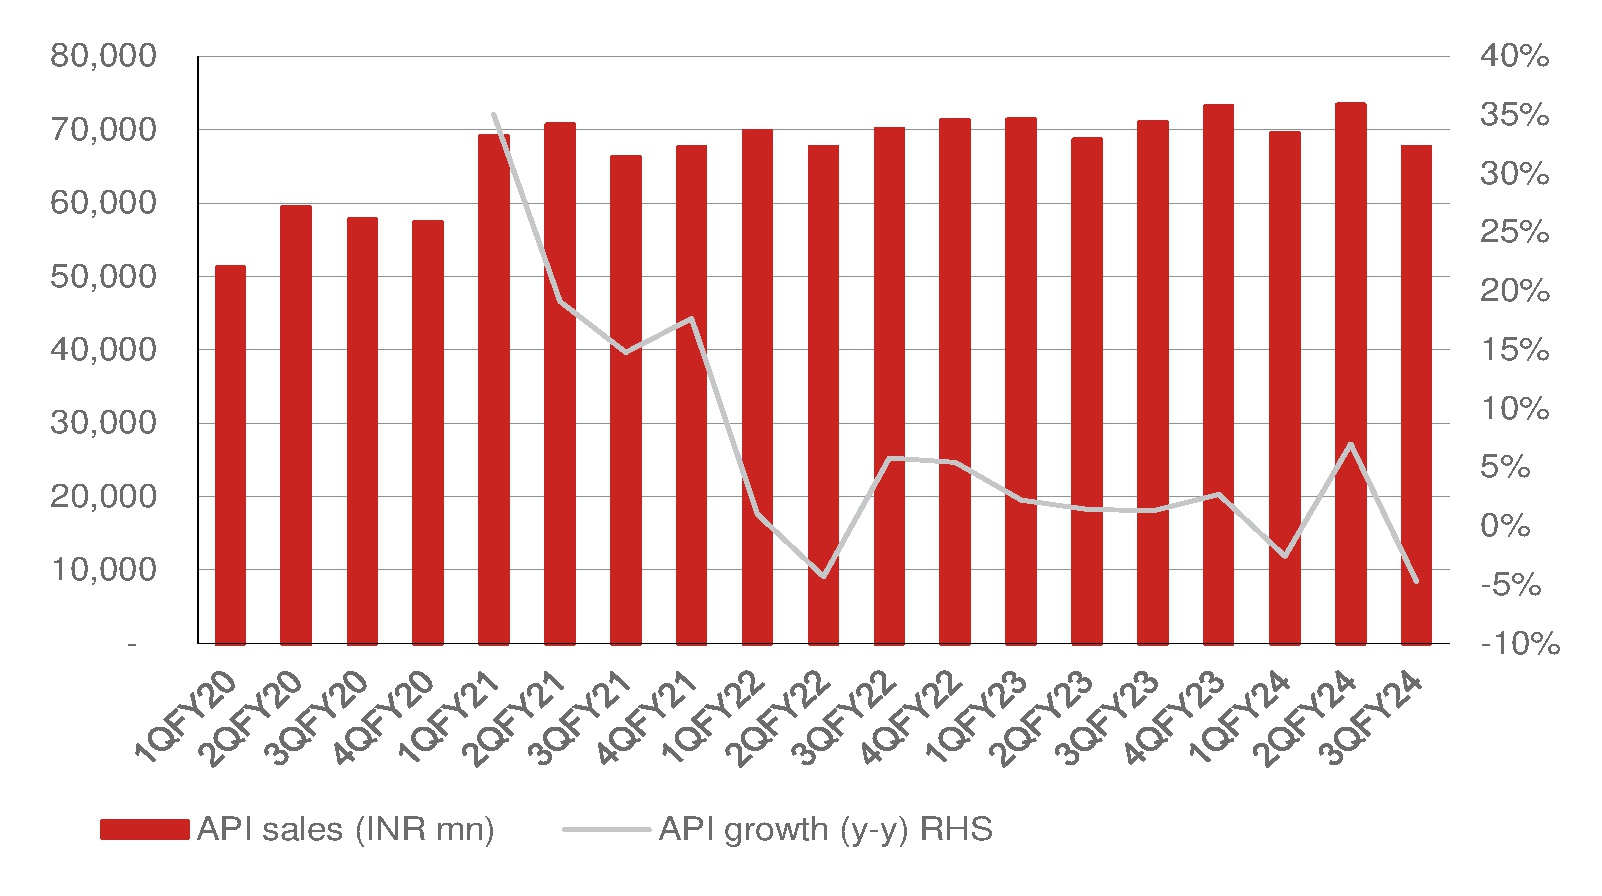 80,000
70,000
60,000
50,000
40,000
30,000
20,000
10,000
-
40%
35%
30%
25%
20%
15%
10%
5%
0%
-5%
-10%
1QFY20
2QFY20
3QFY20
4QFY20
1QFY21
2QFY21
3QFY21
4QFY21
1QFY22
2QFY22
3QFY22
4QFY22
1QFY23
2QFY23
3QFY23
4QFY23
1QFY24
2QFY24
3QFY24
API sales (INR mn)
API growth (y-y) RHS